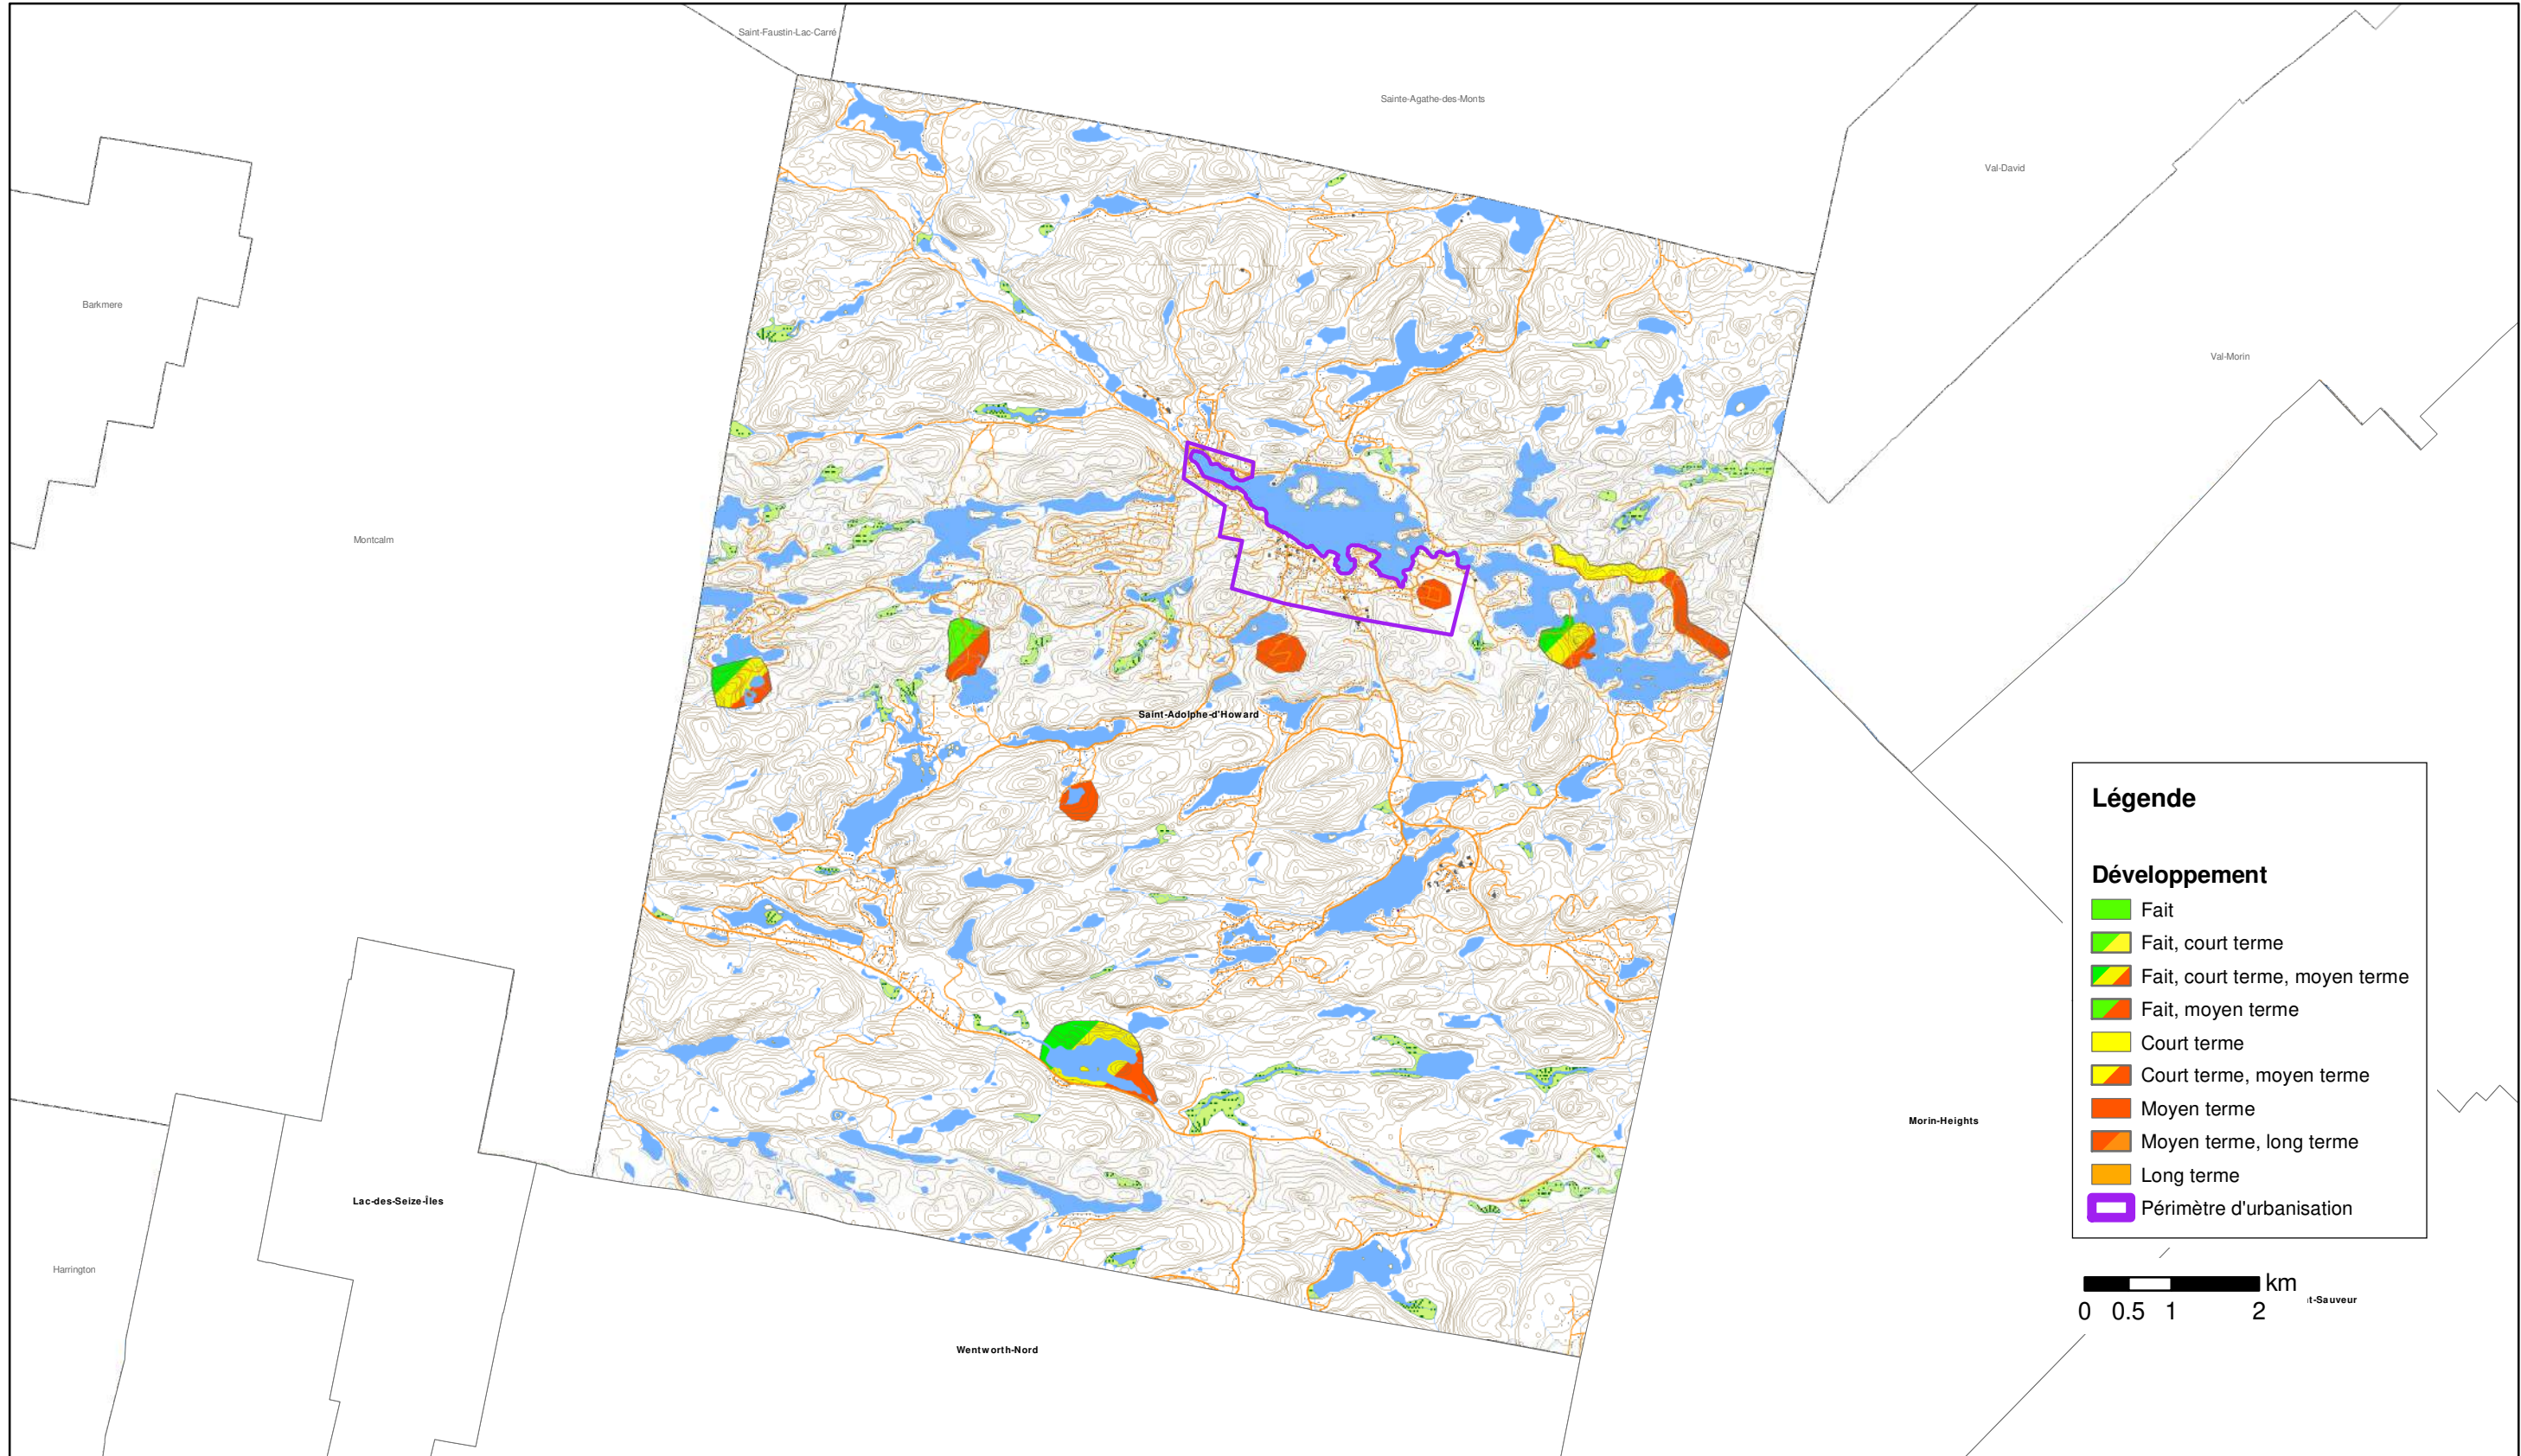 Saint-Faustin-Lac-Carré
Sainte-Agathe-des-Monts
Val-David
Barkmere
Val-Morin
Montcalm
Saint-Adolphe-d'Howard
Légende
Développement
Fait
Fait, court terme
Fait, court terme, moyen terme
Fait, moyen terme
Court terme
Court terme, moyen terme
Moyen terme
Moyen terme, long terme
Long terme
Périmètre d'urbanisation
Morin-Heights
Lac-des-Seize-Îles
Harrington
km
0 0.5 1 2
t-Sauveur
Wentworth-Nord